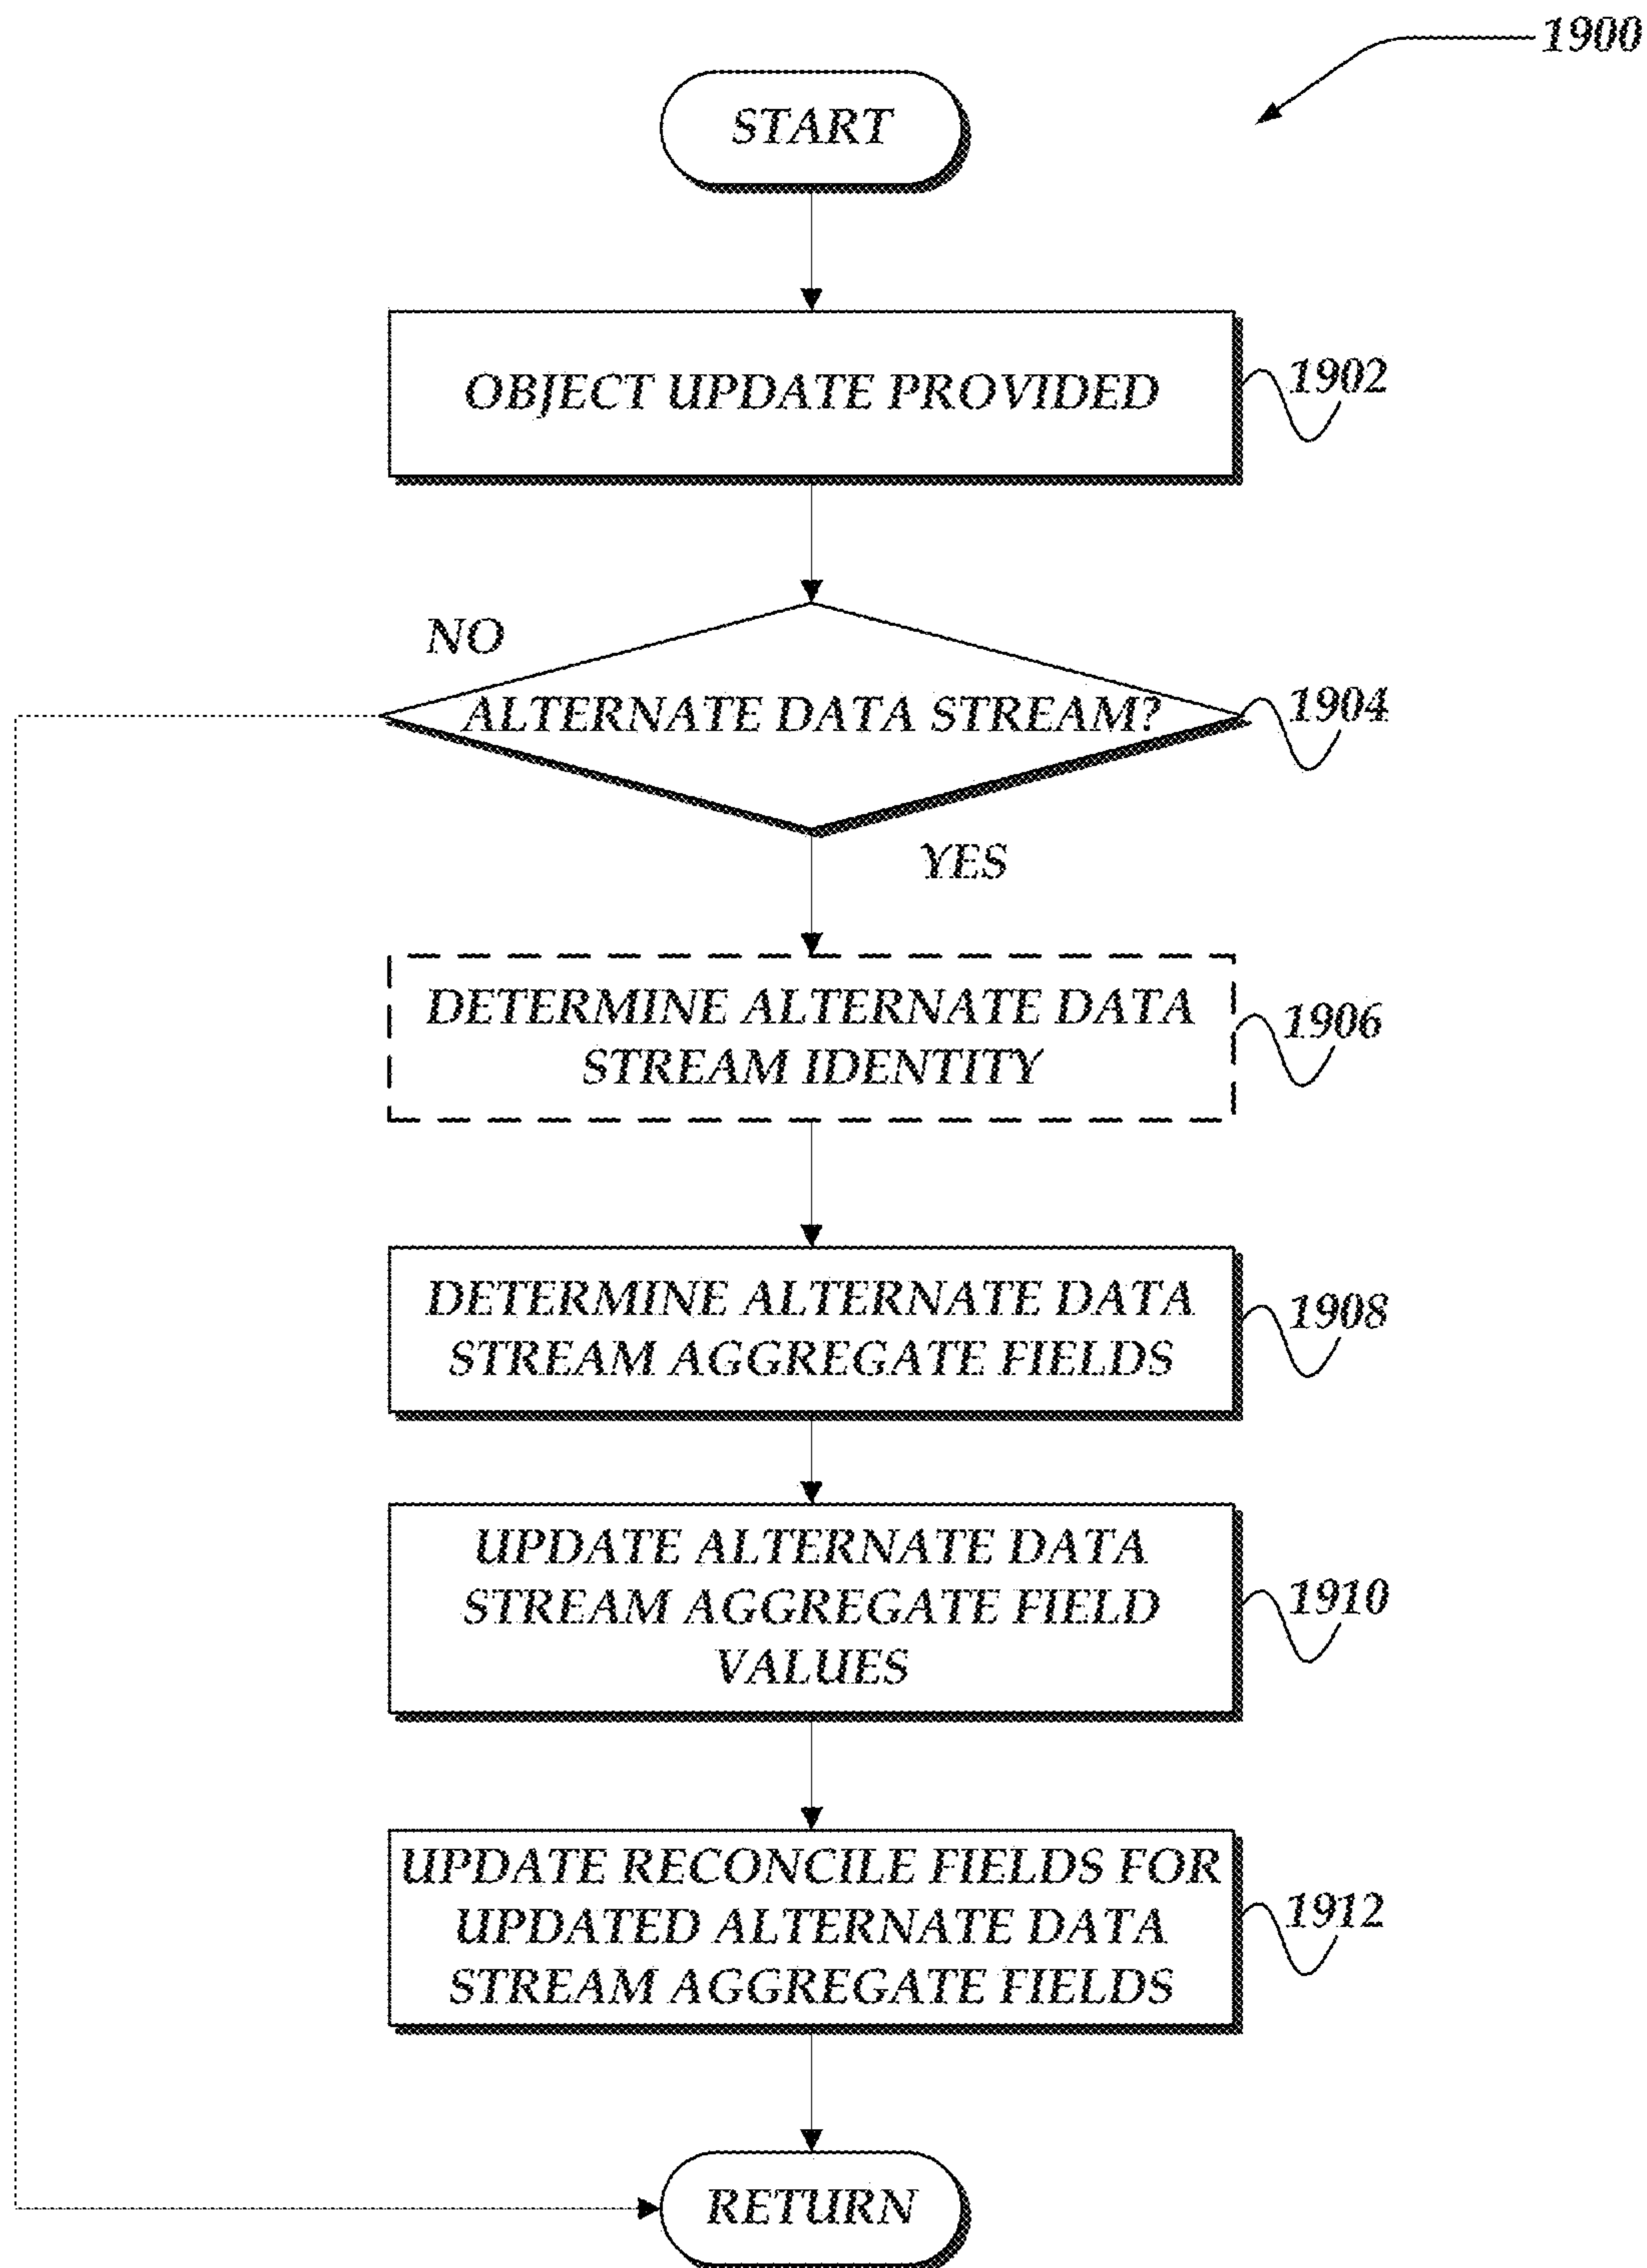 1900
START
OBJECT UPDATE PROVIDED
1902
NO
ALTERNATE DATA STREAM?
1904
YES
DETERMINE ALTERNATE DATA
STREAM IDENTITY
1906
DETERMINE ALTERNATE DATA
STREAM AGGREGATE FIELDS
1908
UPDATE ALTERNATE DATA
STREAM AGGREGATE FIELD
VALUES
1910
UPDATE RECONCILE FIELDS FOR
UPDATED ALTERNATE DATA
STREAM AGGREGATE FIELDS
1912
RETURN